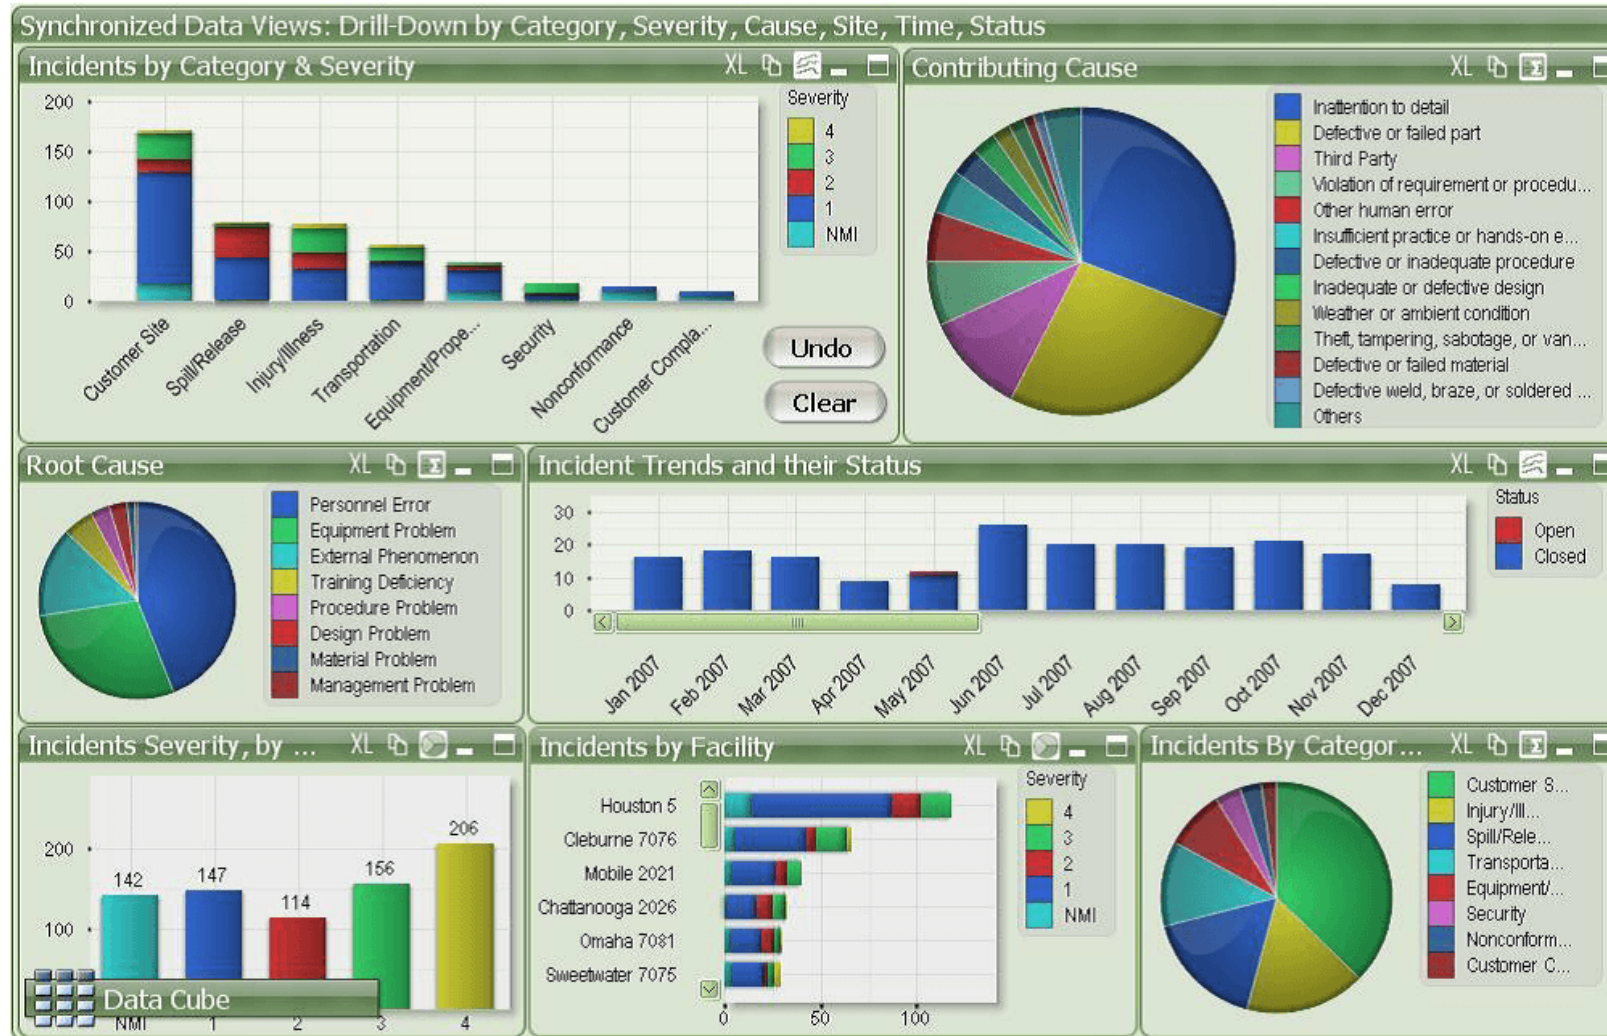 Synchronized Data Views: Drill-Down by Category, Severity, Cause, Site, Time, Status
Incidents by Category & Severity
XL
200
150
100
50
0
Customer Site
Spill/Release
Injury/Illness
Transportation
Equipment/Prope...
Security
Nonconformance
Customer Compla...
Severity
4
3
2
1
NMI
Undo
Clear
Contributing Cause
XL
Inattention to detail
Defective or failed part
Third Party
Violation of requirement or procedu...
Other human error
Insufficient practice or hands-on e...
Defective or inadequate procedure
Inadequate or defective design
Weather or ambient condition
Theft, tampering, sabotage, or van...
Defective or failed material
Defective weld, braze, or soldered ...
Others
Root Cause
XL
Personnel Error
Equipment Problem
External Phenomenon
Training Deficiency
Procedure Problem
Design Problem
Material Problem
Management Problem
Incident Trends and their Status
XL
30
20
10
0
Jan 2007
Feb 2007
Mar 2007
Apr 2007
May 2007
Jun 2007
Jul 2007
Aug 2007
Sep 2007
Oct 2007
Nov 2007
Dec 2007
Status
Open
Closed
Incidents Severity, by ...
XL
200
100
142
147
114
156
206
NMI
1
2
3
4
Data Cube
Incidents by Facility
XL
Houston 5
Cleburne 7076
Mobile 2021
Chattanooga 2026
Omaha 7081
Sweetwater 7075
0
50
100
Severity
4
3
2
1
NMI
Incidents By Categor...
XL
Customer S...
Injury/Ill...
Spill/Rele...
Transporta...
Equipment/...
Security
Nonconform...
Customer C...